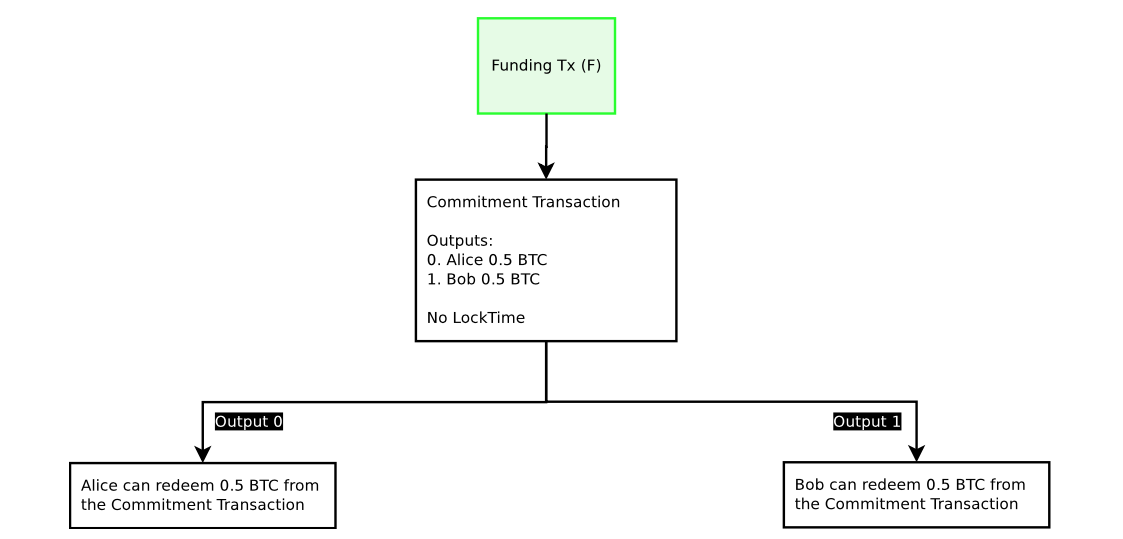 Funding Tx (F)
Commitment Transaction
Outputs:
0. Alice 0.5 BTC
1. Bob 0.5 BTC
No LockTime
Output 0
Output 1
Alice can redeem 0.5 BTC from
the Commitment Transaction
Bob can redeem 0.5 BTC from
the Commitment Transaction